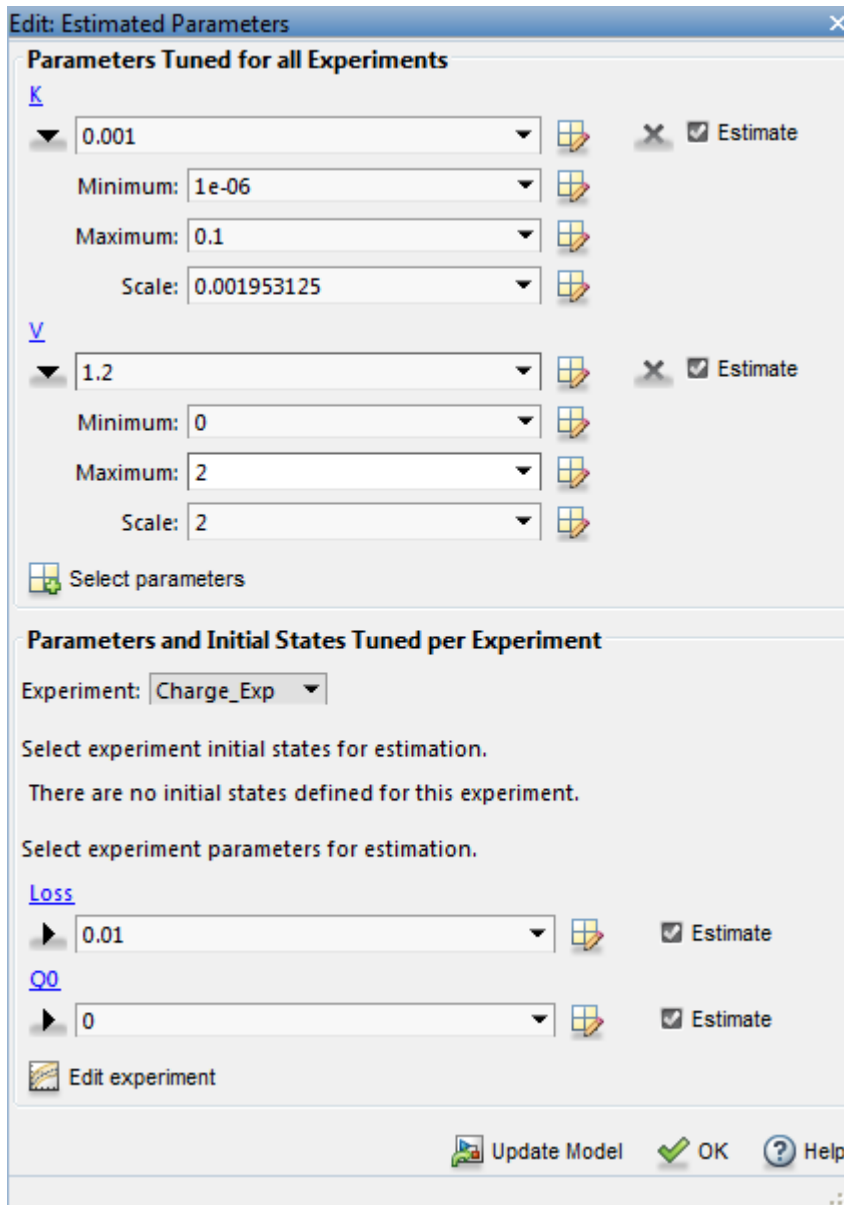 Edit: Estimated Parameters
Parameters Tuned for all Experiments
K
0.001 Estimate
Minimum: 1e-06
Maximum: 0.1
Scale: 0.001953125
V
1.2 Estimate
Minimum: 0
Maximum: 2
Scale: 2
Select parameters
Parameters and Initial States Tuned per Experiment
Experiment: Charge_Exp
Select experiment initial states for estimation.
There are no initial states defined for this experiment.
Select experiment parameters for estimation.
Loss
0.01 Estimate
Q0
0 Estimate
Edit experiment
Update Model OK Help